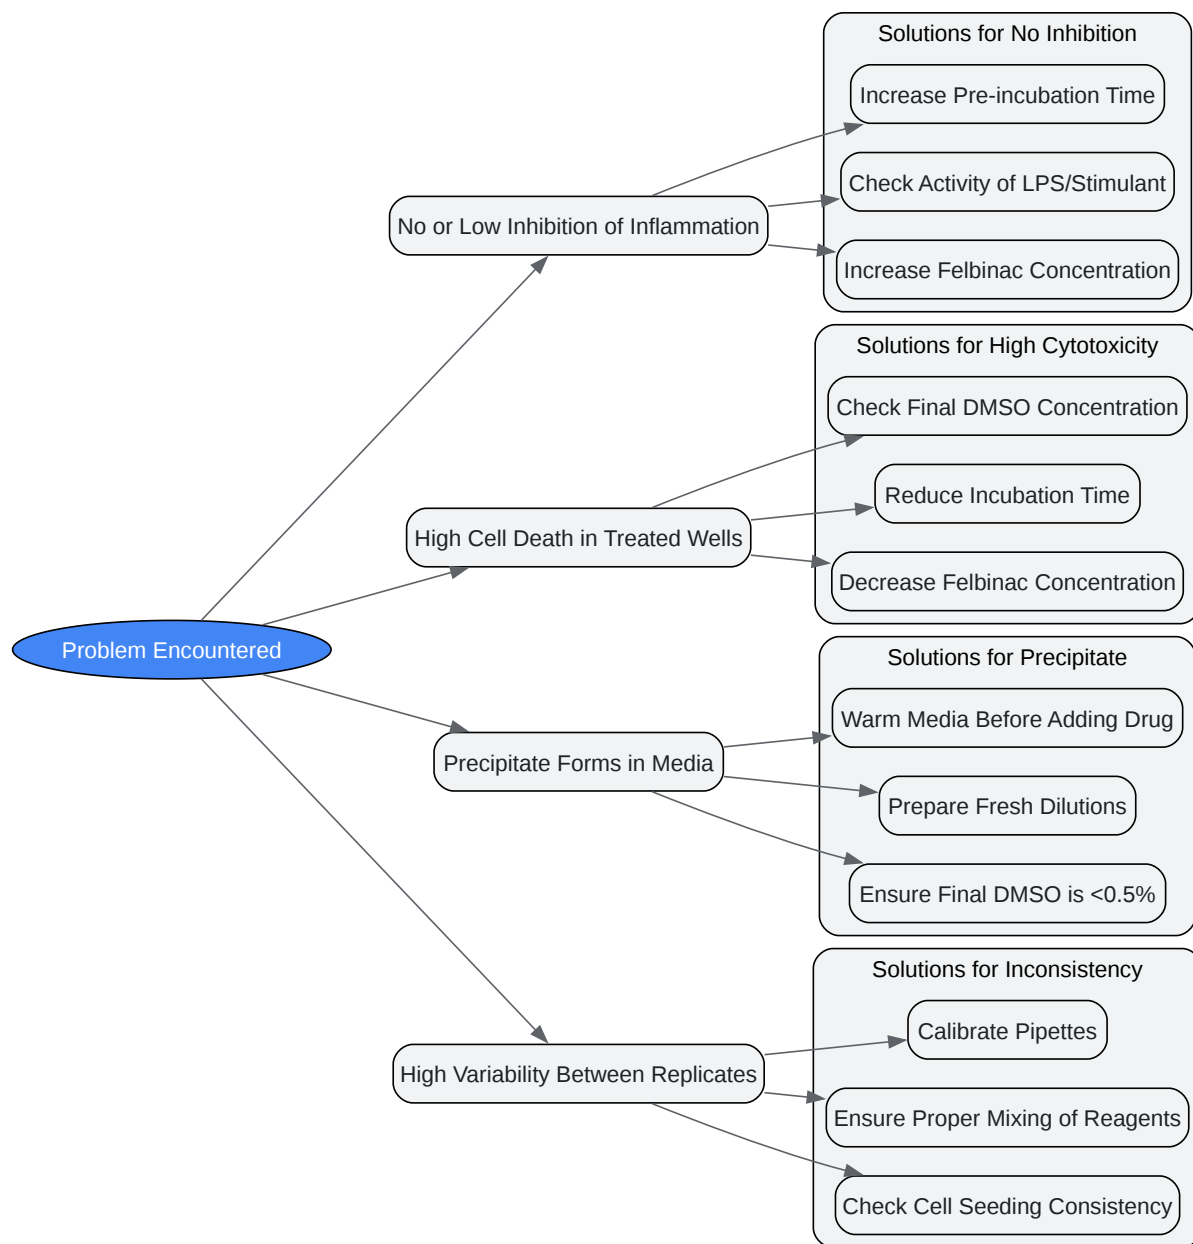 Problem Encountered
No or Low Inhibition of Inflammation
Solutions for No Inhibition
Increase Pre-incubation Time
Check Activity of LPS/Stimulant
Increase Felbinac Concentration
High Cell Death in Treated Wells
Solutions for High Cytotoxicity
Check Final DMSO Concentration
Reduce Incubation Time
Decrease Felbinac Concentration
Precipitate Forms in Media
Solutions for Precipitate
Warm Media Before Adding Drug
Prepare Fresh Dilutions
Ensure Final DMSO is <0.5%
High Variability Between Replicates
Solutions for Inconsistency
Calibrate Pipettes
Ensure Proper Mixing of Reagents
Check Cell Seeding Consistency